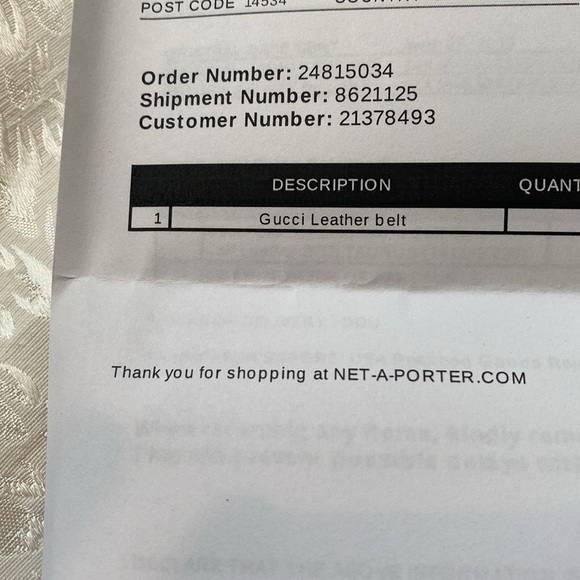 POST CODE 14534
Order Number: 24815034
Shipment Number: 8621125
Customer Number: 21378493
DESCRIPTION QUANT
1 Gucci Leather belt
Thank you for shopping at NET-A-PORTER.COM